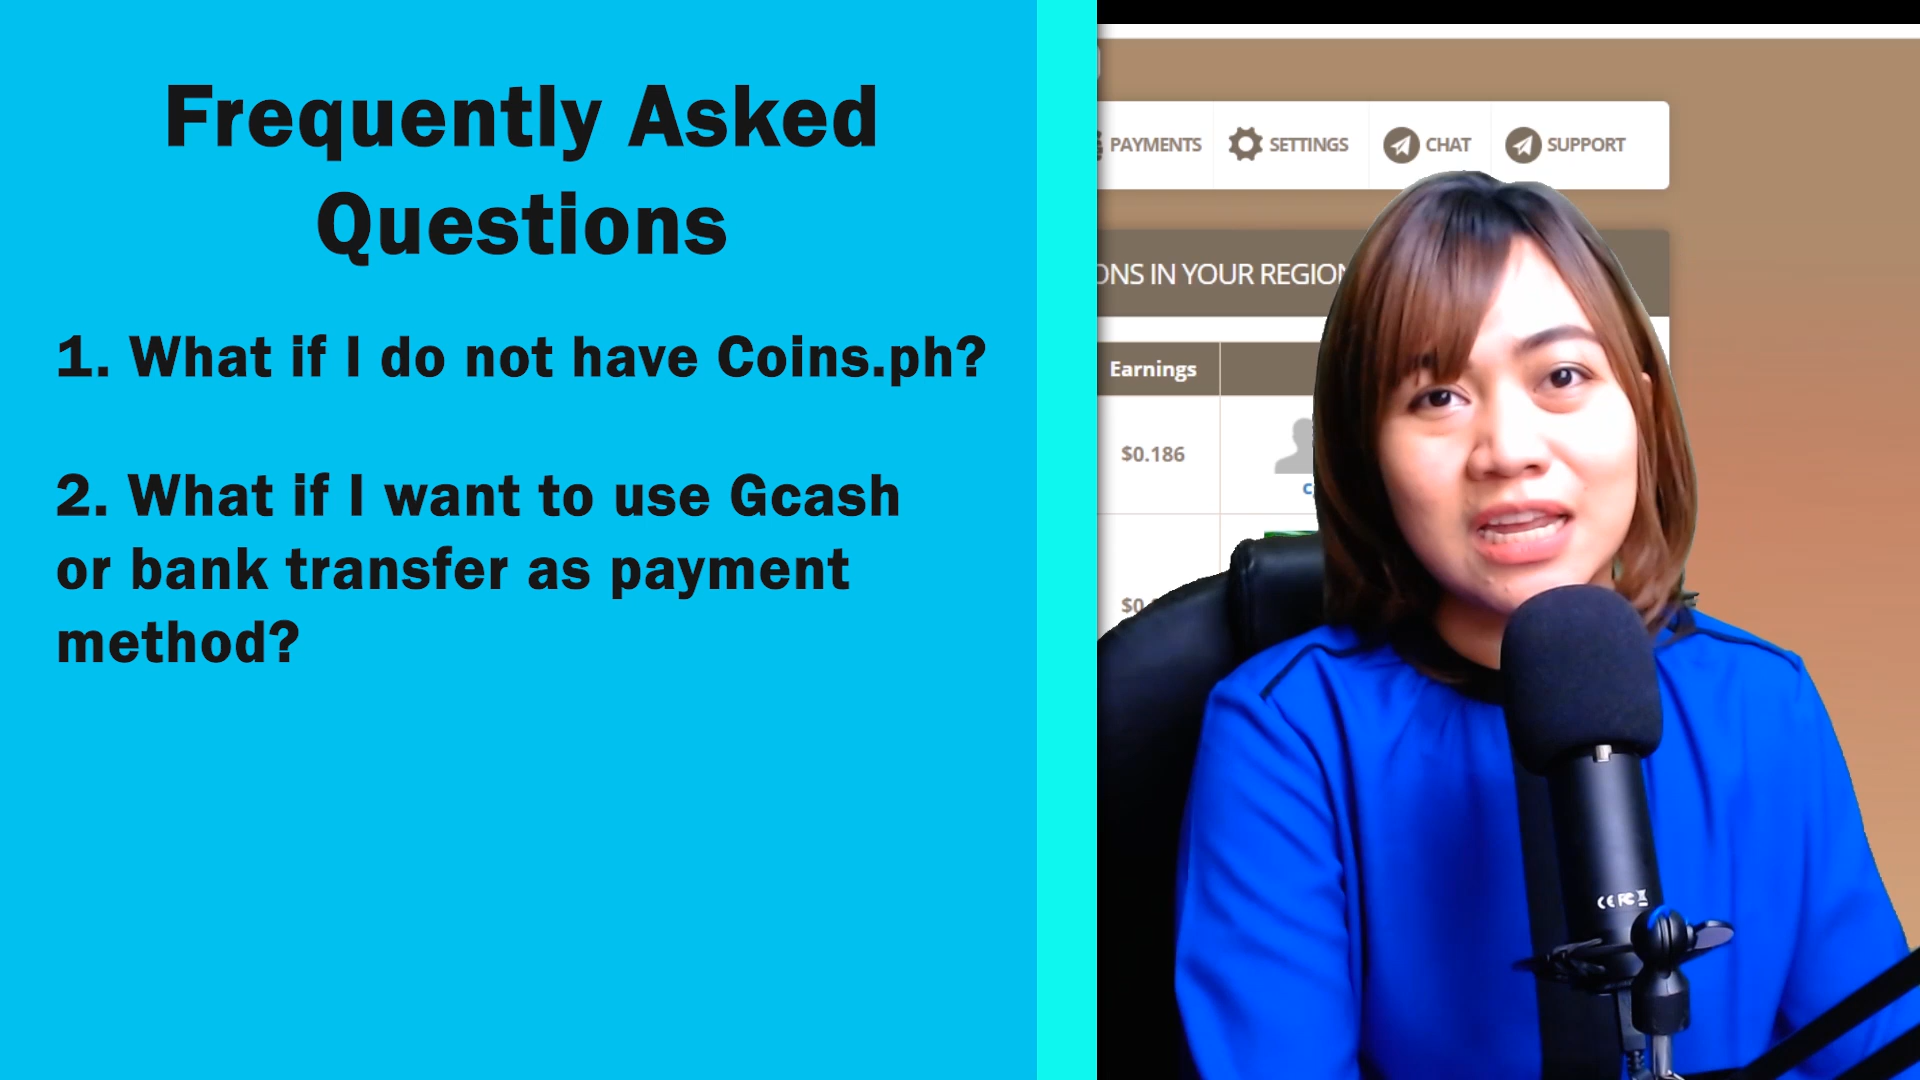 Frequently Asked
Questions
1. What if I do not have Coins.ph?
2. What if I want to use Gcash
or bank transfer as payment
method?
PAYMENTS SETTINGS CHAT SUPPORT
IN YOUR REGION
Earnings
$0.186